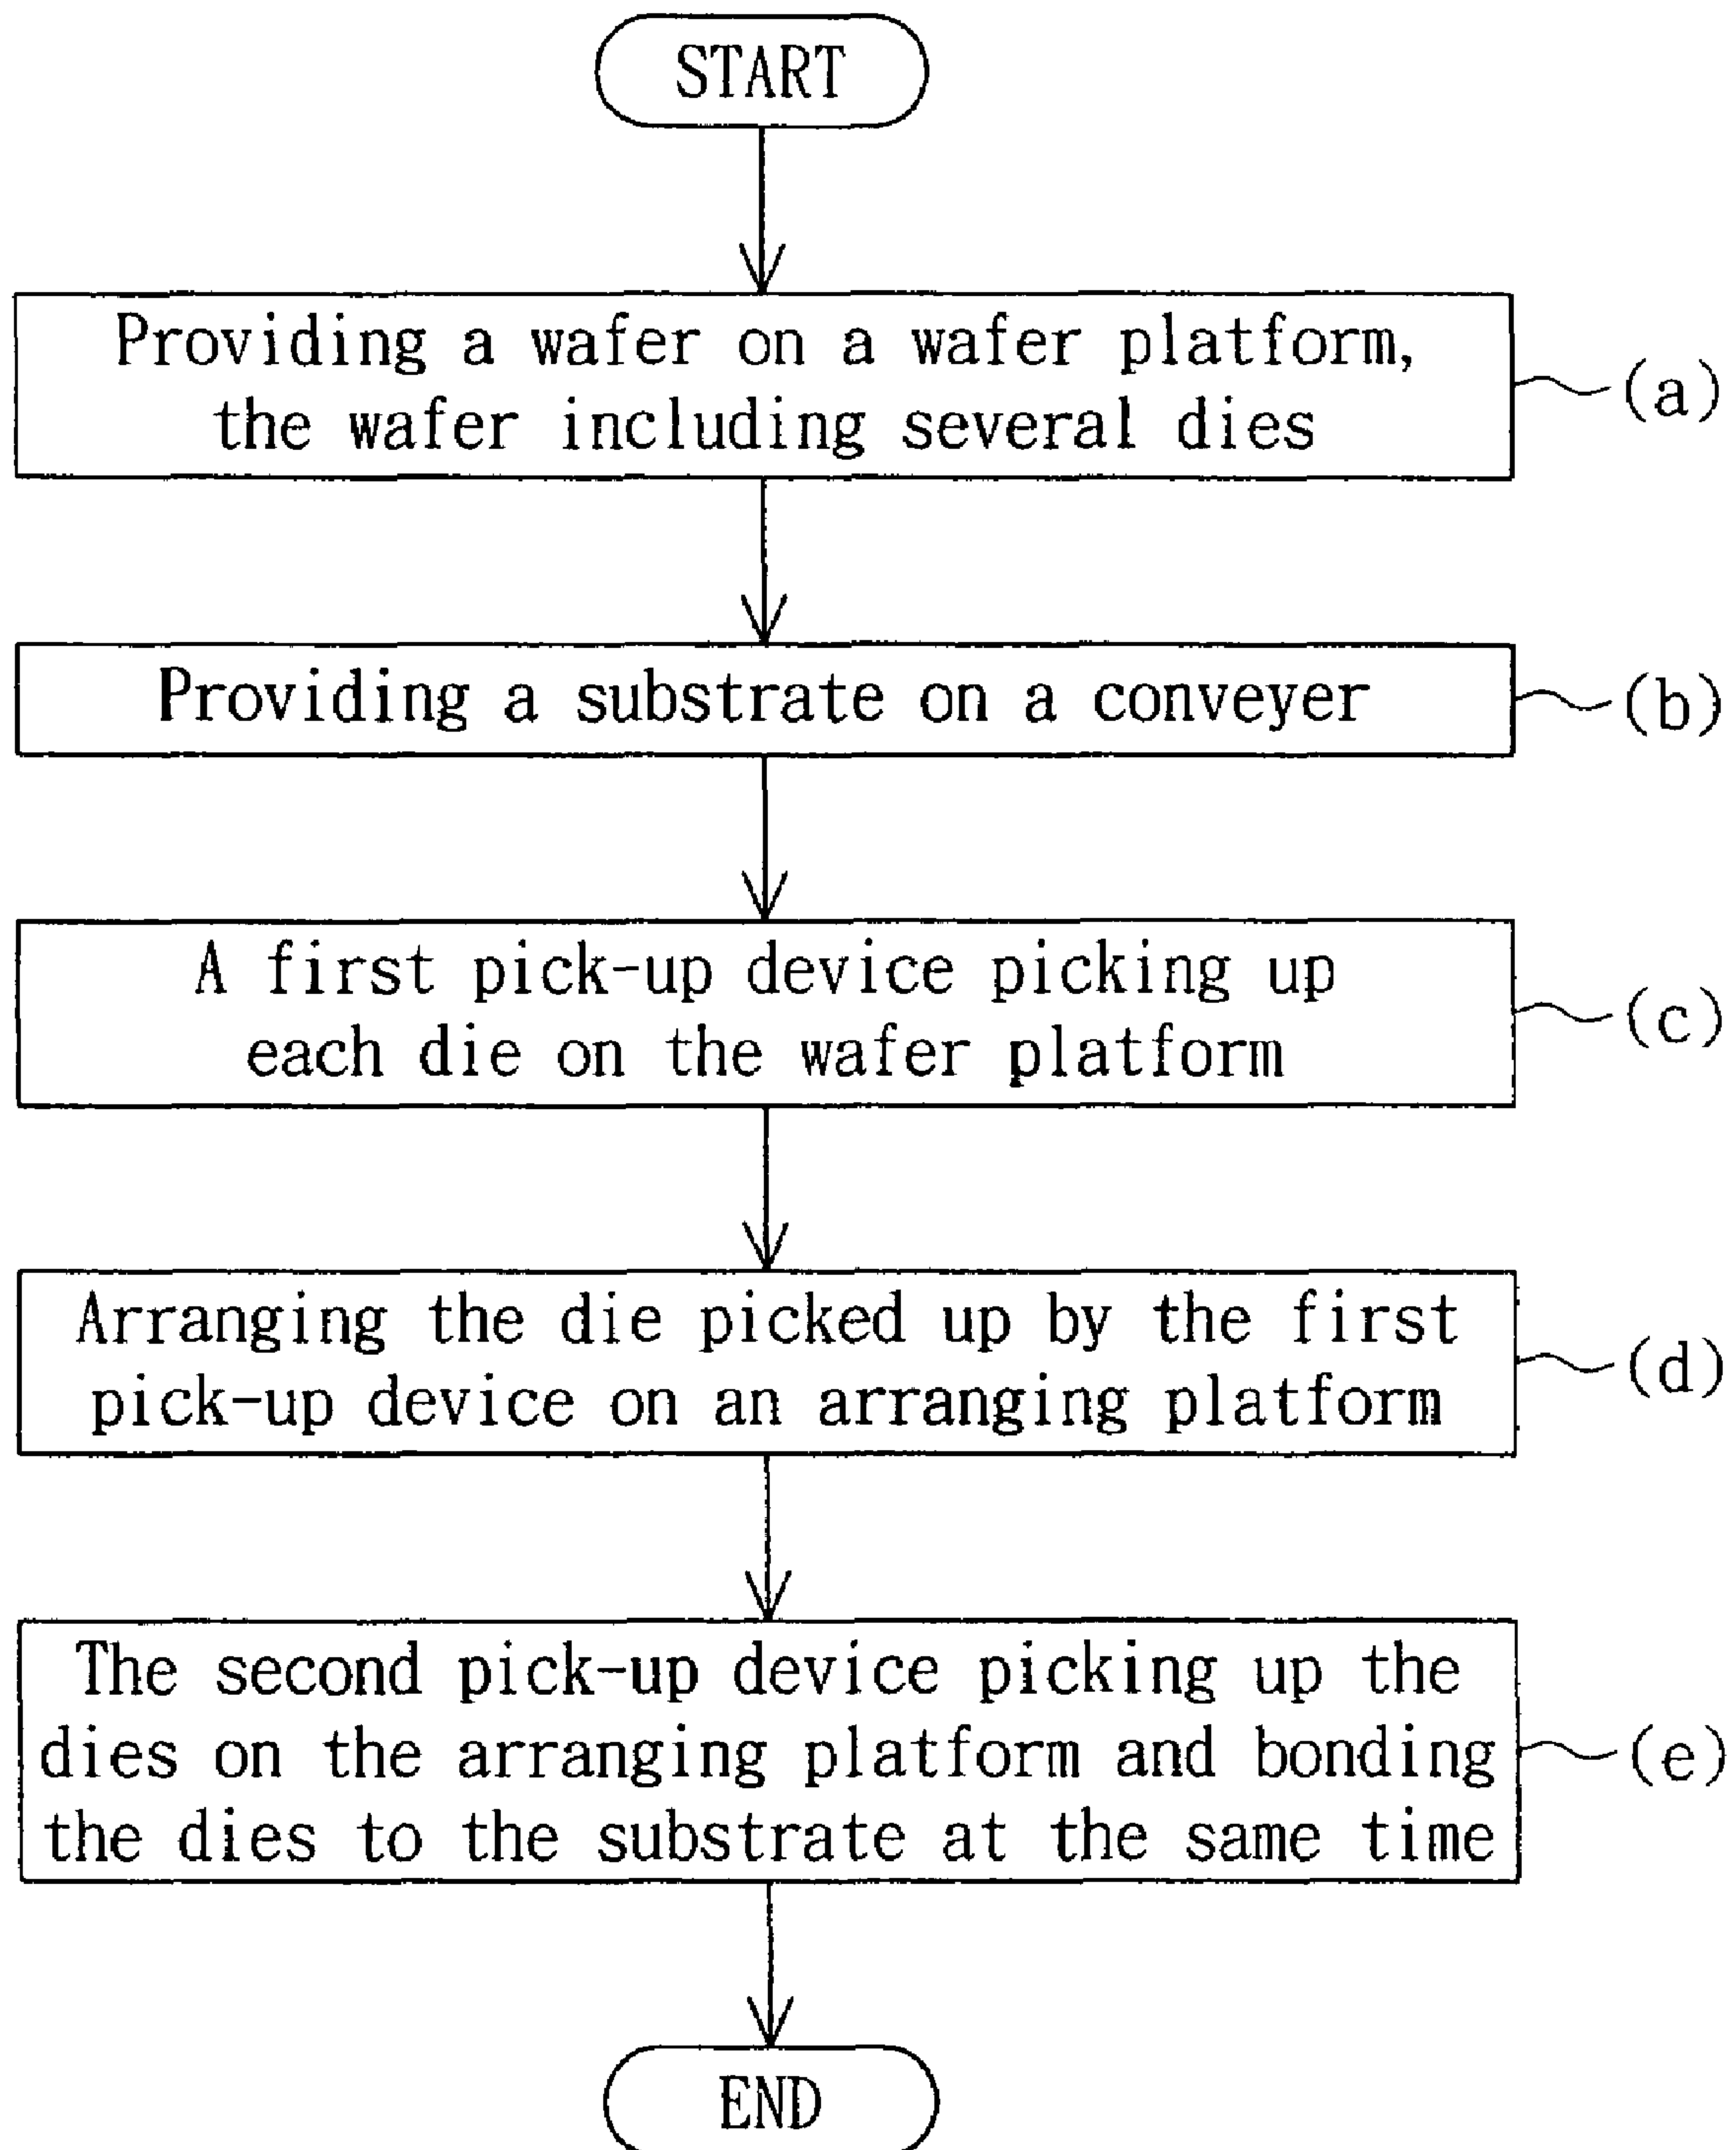 START
Providing a wafer on a wafer platform,
the wafer including several dies
(a)
Providing a substrate on a conveyer
(b)
A first pick-up device picking up
each die on the wafer platform
(c)
Arranging the die picked up by the first
pick-up device on an arranging platform
(d)
The second pick-up device picking up the
dies on the arranging platform and bonding
the dies to the substrate at the same time
(e)
END